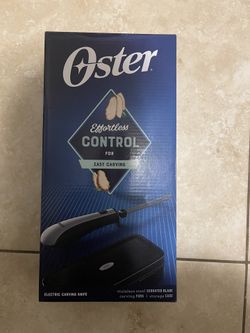 Oster
Effortless
CONTROL
FOR
EASY CARVING
ELECTRIC CARVING KNIFE
stainless steel SERRATED BLADE
carving FORK | storage CASE